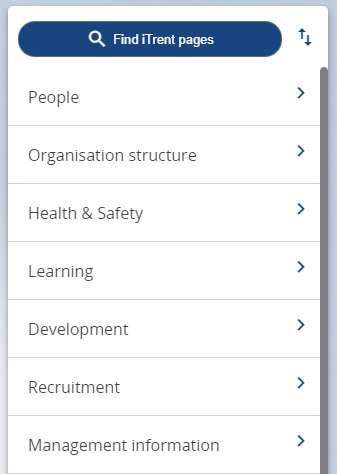 Find iTrent pages
People
Organisation structure
Health & Safety
Learning
Development
Recruitment
Management information